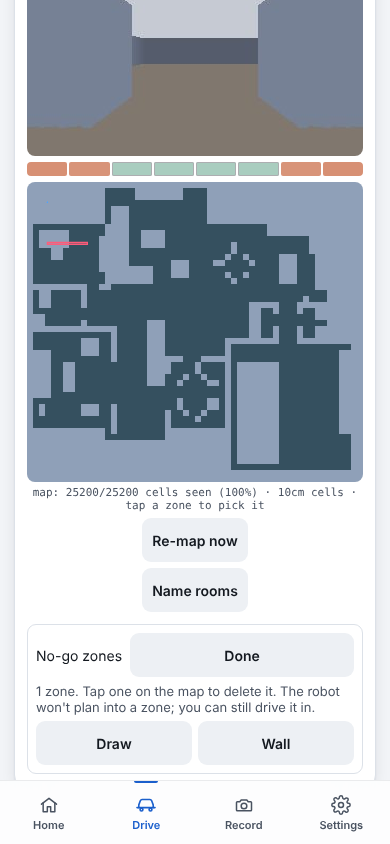 map: 25200/25200 cells seen (100%) · 10cm cells ·
tap a zone to pick it
Re-map now
Name rooms
No-go zones
Done
1 zone. Tap one on the map to delete it. The robot
won't plan into a zone; you can still drive it in.
Draw
Wall
Home
Drive
Record
Settings